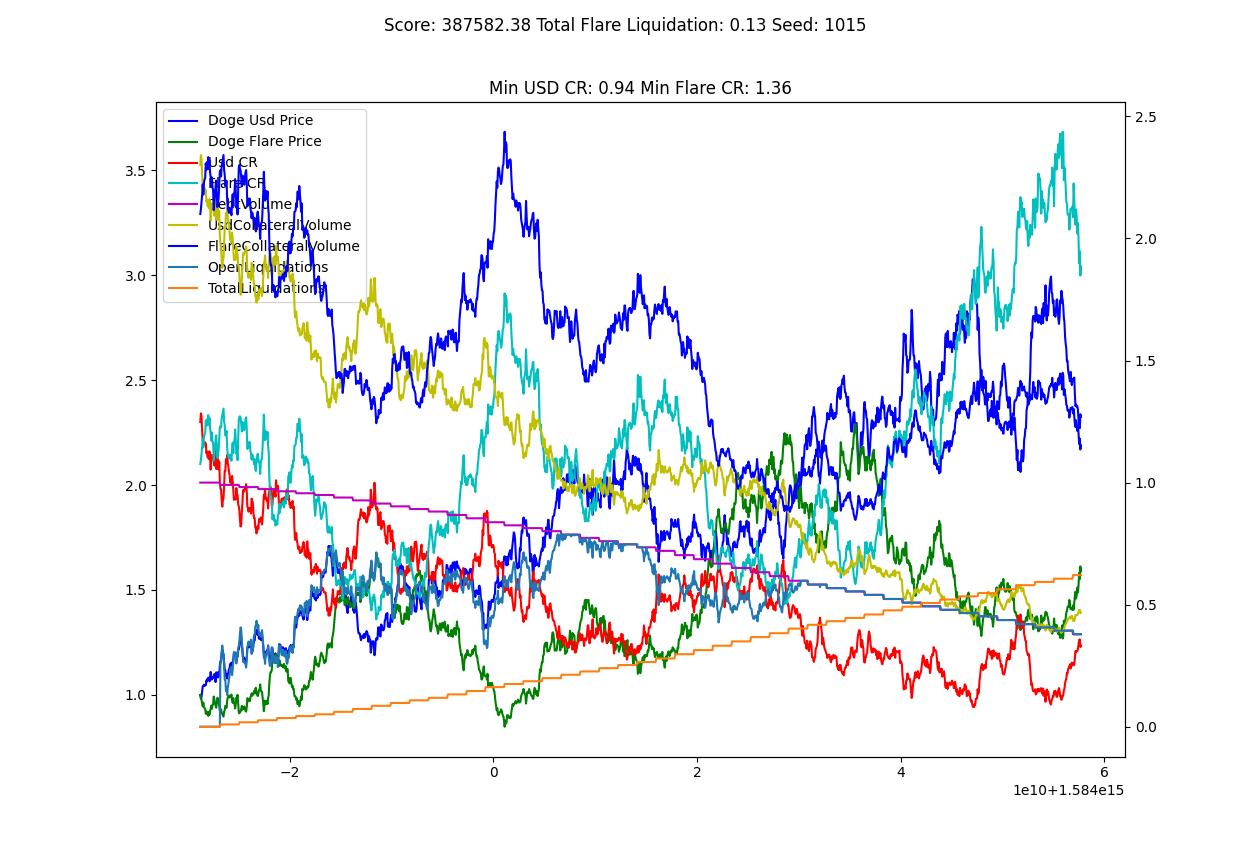 Score: 387582.38 Total Flare Liquidation: 0.13 Seed: 1015
Min USD CR: 0.94 Min Flare CR: 1.36
Doge Usd Price
Doge Flare Price
Usd CR
Flare CR
DebtVolume
UsdCollateralVolume
FlareCollateralVolume
OpenLiquidations
TotalLiquidations
3.5
3.0
2.5
2.0
1.5
1.0
2.5
2.0
1.5
1.0
0.5
0.0
−2
0
2
4
6
1e10+1.584e15